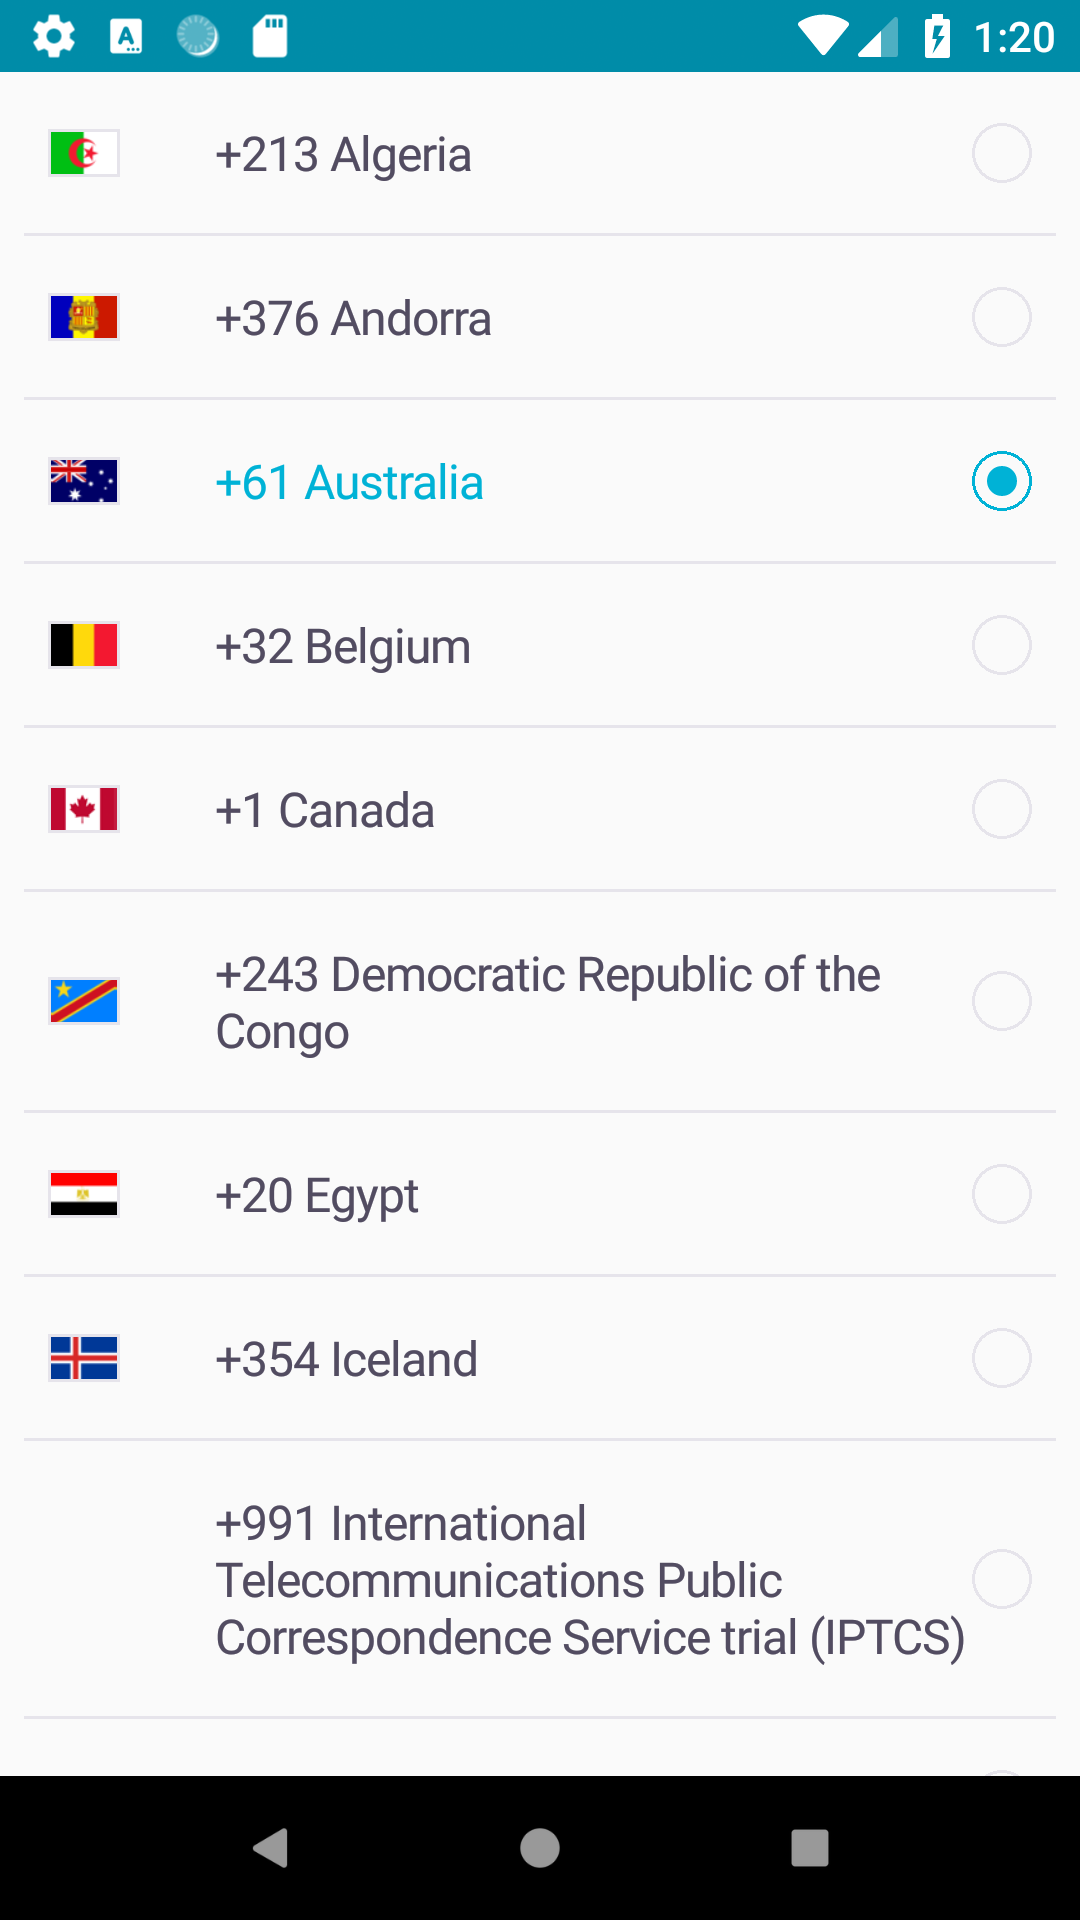 1:20
+213 Algeria
+376 Andorra
+61 Australia
+32 Belgium
+1 Canada
+243 Democratic Republic of the
Congo
+20 Egypt
+354 Iceland
+991 International
Telecommunications Public
Correspondence Service trial (IPTCS)